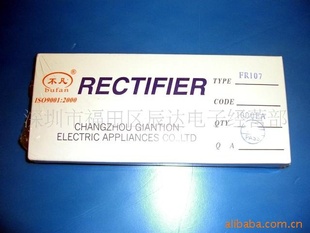 不凡
bufan
ISO9001:2000
RECTIFIER
TYPE FR107
CODE
QTY 1000EA
Q A
深圳市福田区辰达电子经营部
CHANGZHOU GIANTION
ELECTRIC APPLIANCES CO.,LTD
alibaba.com.cn